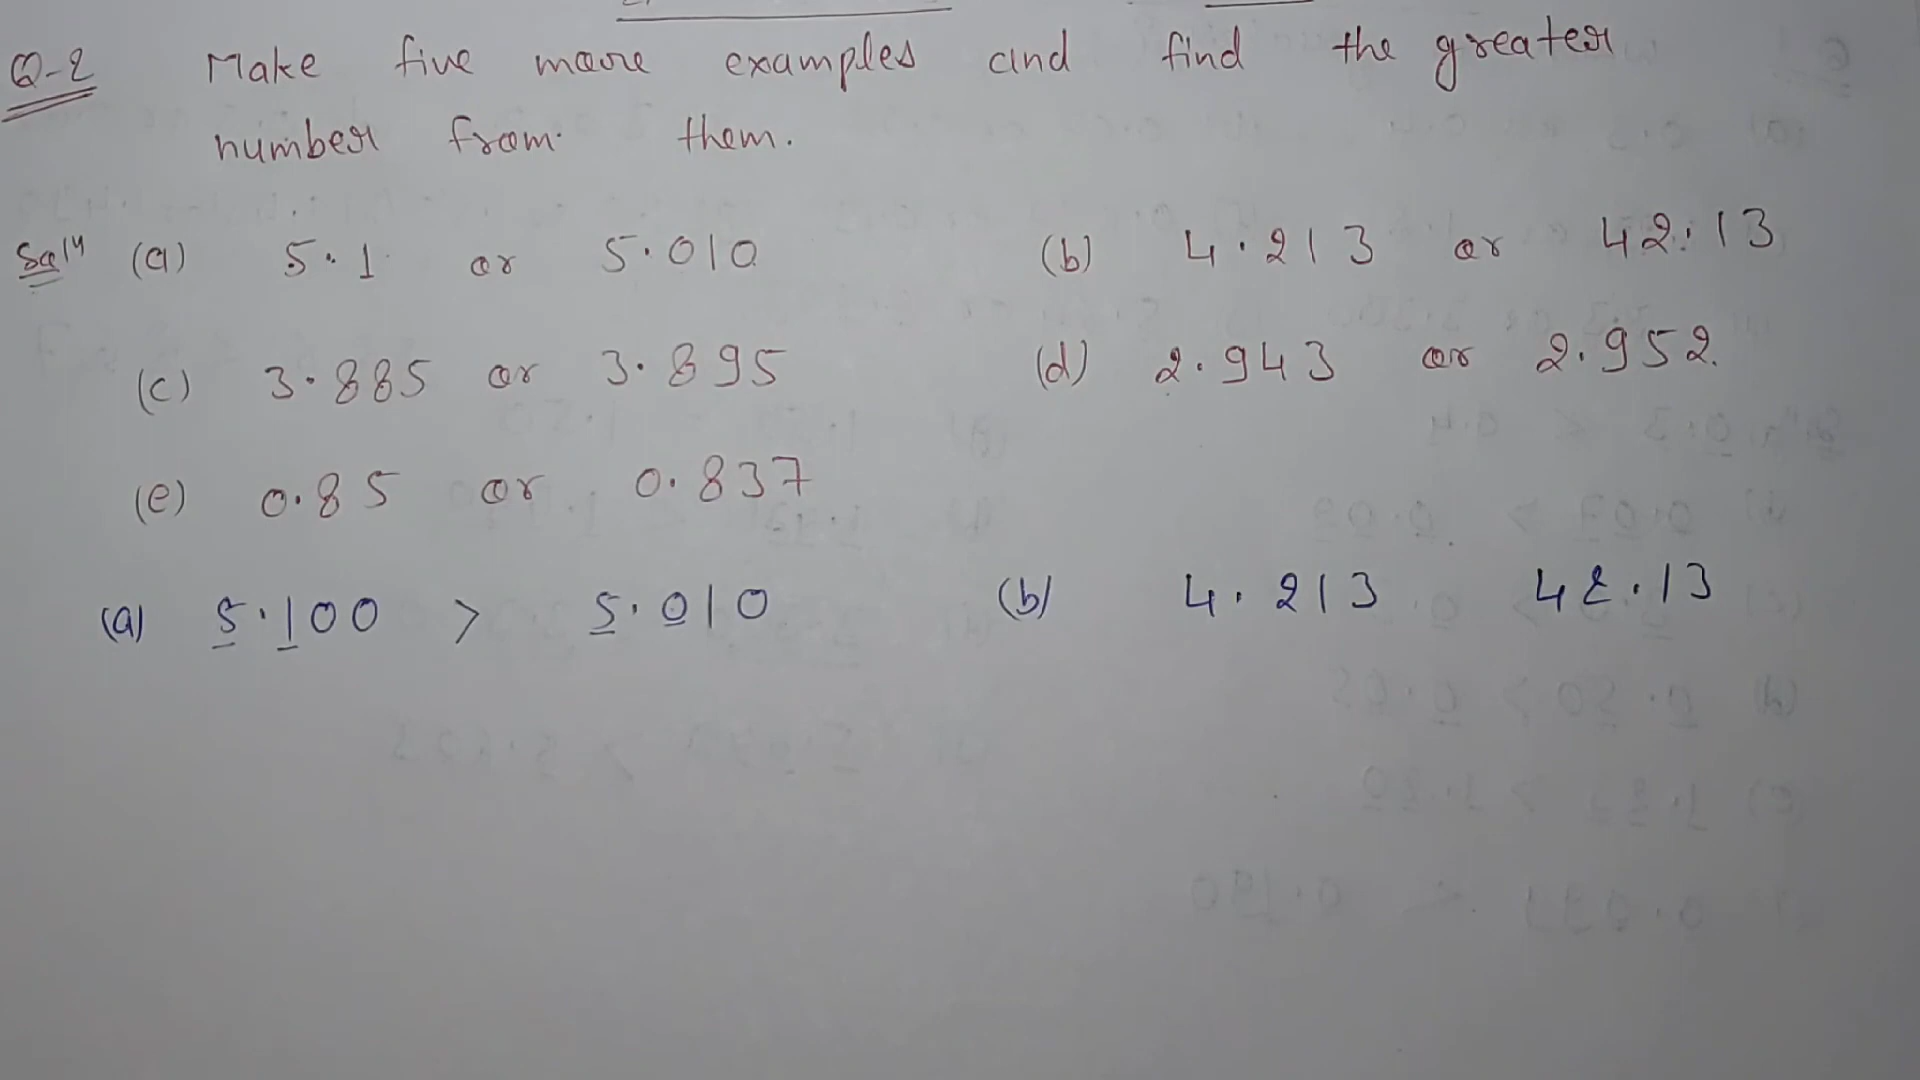 Q-2 Make five more examples and find the greater
number from them.
Solⁿ (a) 5.1 or 5.010 (b) 4.213 or 42.13
(c) 3.885 or 3.895 (d) 2.943 or 2.952
(e) 0.85 or 0.837
(a) 5.100 > 5.010 (b) 4.213 42.13